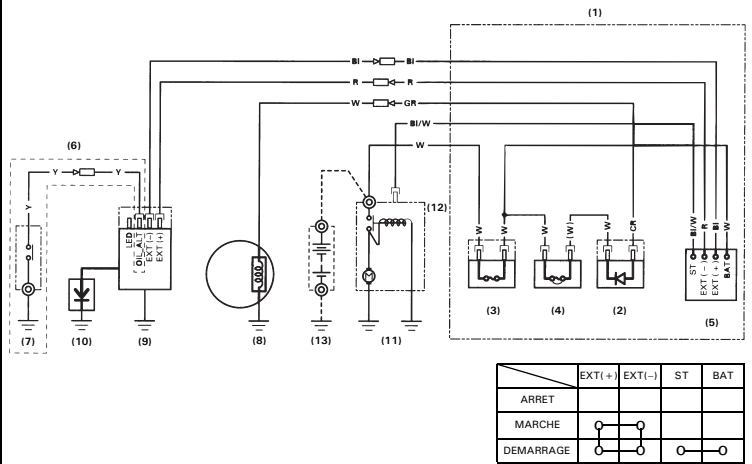 (1)
Bl Bl
R R
W GR
Bl/W
W
(6)
Y Y
Y
(12)
W W W (W) (W) W CR Bl/W R Bl W
LED
OIL ALT
EXT (−)
EXT (+)
M
ST
EXT (−)
EXT (+)
BAT
(7) (10) (9) (8) (13) (11) (3) (4) (2) (5)
EXT(+) EXT(−) ST BAT
ARRET
MARCHE
DEMARRAGE